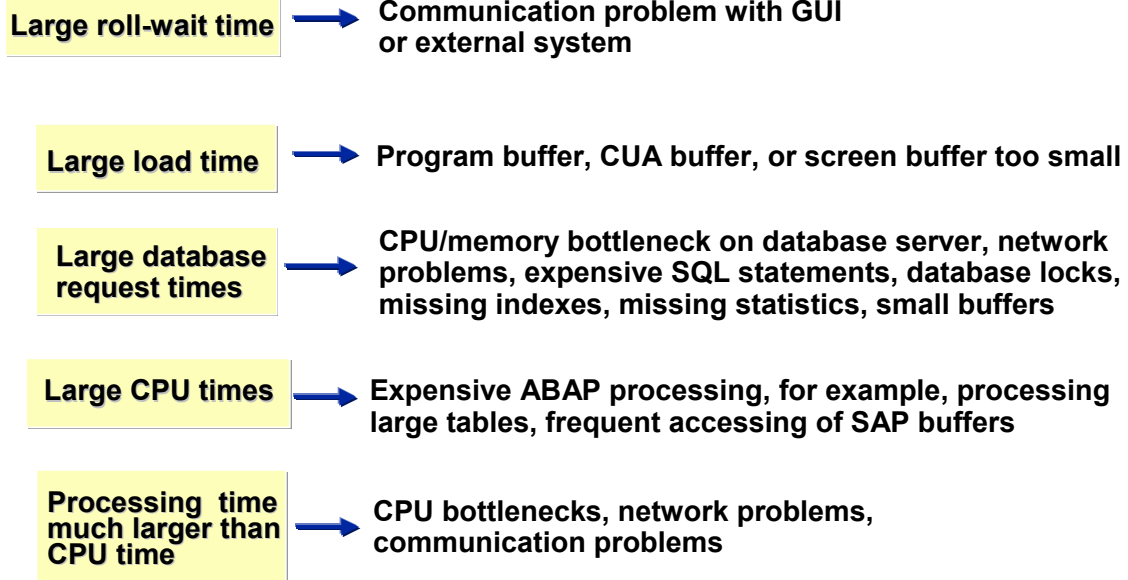 Large roll-wait time
Communication problem with GUI
or external system
Large load time
Program buffer, CUA buffer, or screen buffer too small
Large database
request times
CPU/memory bottleneck on database server, network
problems, expensive SQL statements, database locks,
missing indexes, missing statistics, small buffers
Large CPU times
Expensive ABAP processing, for example, processing
large tables, frequent accessing of SAP buffers
Processing time
much larger than
CPU time
CPU bottlenecks, network problems,
communication problems